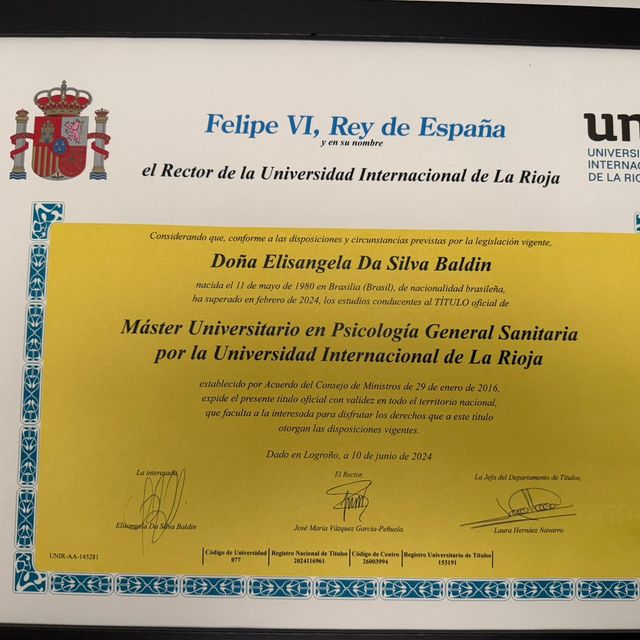 Felipe VI, Rey de España
y en su nombre
el Rector de la Universidad Internacional de La Rioja
un
UNIVERSI
INTERNAC
DE LA RIO
Considerando que, conforme a las disposiciones y circunstancias previstas por la legislación vigente,
Doña Elisangela Da Silva Baldin
nacida el 11 de mayo de 1980 en Brasilia (Brasil), de nacionalidad brasileña,
ha superado en febrero de 2024, los estudios conducentes al TÍTULO oficial de
Máster Universitario en Psicología General Sanitaria
por la Universidad Internacional de La Rioja
establecido por Acuerdo del Consejo de Ministros de 29 de enero de 2016,
expide el presente título oficial con validez en todo el territorio nacional,
que faculta a la interesada para disfrutar los derechos que a este título
otorgan las disposiciones vigentes.
Dado en Logroño, a 10 de junio de 2024
La interesada,
El Rector,
La Jefa del Departamento de Títulos,
Elisangela Da Silva Baldin
José María Vázquez García-Peñuela
Laura Hernáez Navarro
UNIR-AA-145281
Código de Universidad
077
Registro Nacional de Títulos
2024116961
Código de Centro
26003994
Registro Universitario de Títulos
153191